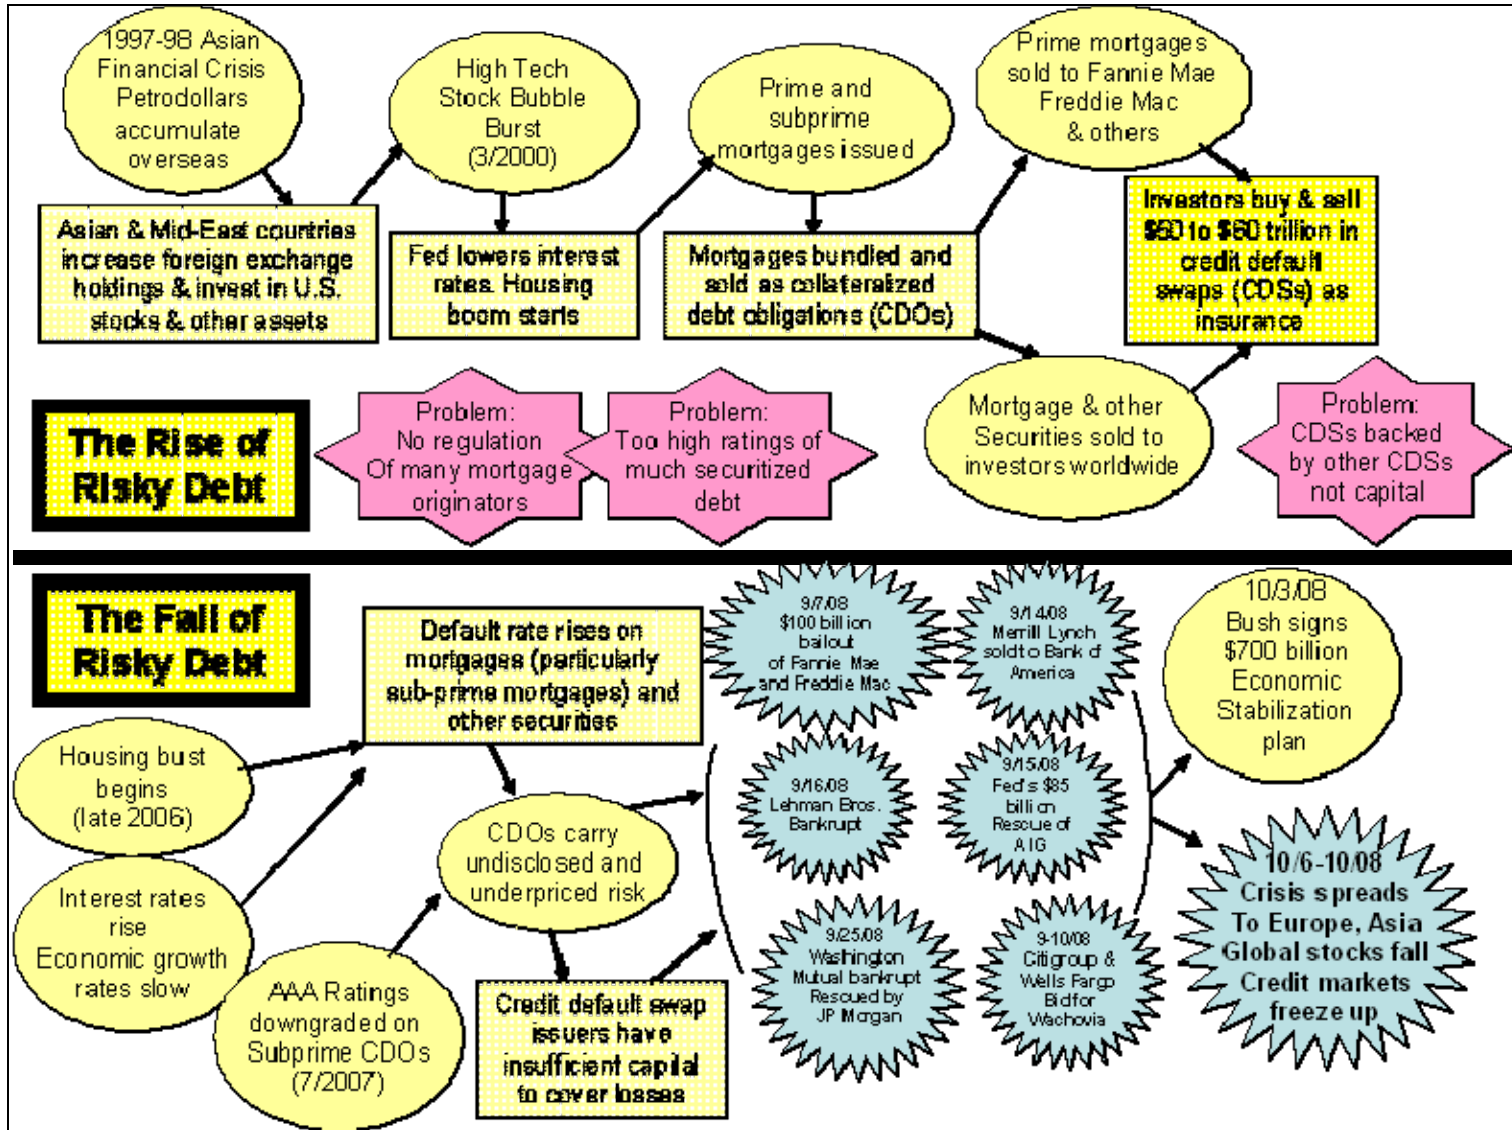 1997-98 Asian
Financial Crisis
Petrodollars
accumulate
overseas
Asian & Mid-East countries
increase foreign exchange
holdings & invest in U.S.
stocks & other assets
High Tech
Stock Bubble
Burst
(3/2000)
Fed lowers interest
rates. Housing
boom starts
Prime and
subprime
mortgages issued
Mortgages bundled and
sold as collateralized
debt obligations (CDOs)
Prime mortgages
sold to Fannie Mae
Freddie Mac
& others
Mortgage & other
Securities sold to
investors worldwide
Investors buy & sell
$50 to $60 trillion in
credit default
swaps (CDSs) as
insurance
The Rise of
Risky Debt
Problem:
No regulation
Of many mortgage
originators
Problem:
Too high ratings of
much securitized
debt
Problem:
CDSs backed
by other CDSs
not capital
The Fall of
Risky Debt
Housing bust
begins
(late 2006)
Interest rates
rise
Economic growth
rates slow
Default rate rises on
mortgages (particularly
sub-prime mortgages) and
other securities
AAA Ratings
downgraded on
Subprime CDOs
(7/2007)
CDOs carry
undisclosed and
underpriced risk
Credit default swap
issuers have
insufficient capital
to cover losses
9/7/08
$100 billion
bailout
of Fannie Mae
and Freddie Mac
9/14/08
Merrill Lynch
sold to Bank of
America
9/16/08
Lehman Bros.
Bankrupt
9/15/08
Fed's $85
billion
Rescue of
AIG
9/25/08
Washington
Mutual bankrupt
Rescued by
JP Morgan
9-10/08
Citigroup &
Wells Fargo
Bid for
Wachovia
10/3/08
Bush signs
$700 billion
Economic
Stabilization
plan
10/6-10/08
Crisis spreads
To Europe, Asia
Global stocks fall
Credit markets
freeze up